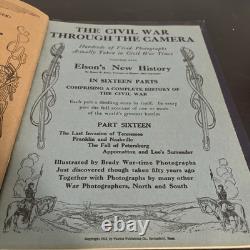 THE CIVIL WAR
THROUGH THE CAMERA
Hundreds of Vivid Photographs
Actually Taken in Civil War Times
Elson's New History
IN SIXTEEN PARTS
COMPRISING A COMPLETE HISTORY OF
THE CIVIL WAR
Each part a thrilling story in itself. In every
part the full account of one or more
of the world's greatest battles
PART SIXTEEN
The Last Invasion of Tennessee
Franklin and Nashville
The Fall of Petersburg
Appomattox and Lee's Surrender
Illustrated by Brady War-time Photographs
Just discovered though taken fifty years ago
Together with Photographs by many other
War Photographers, North and South